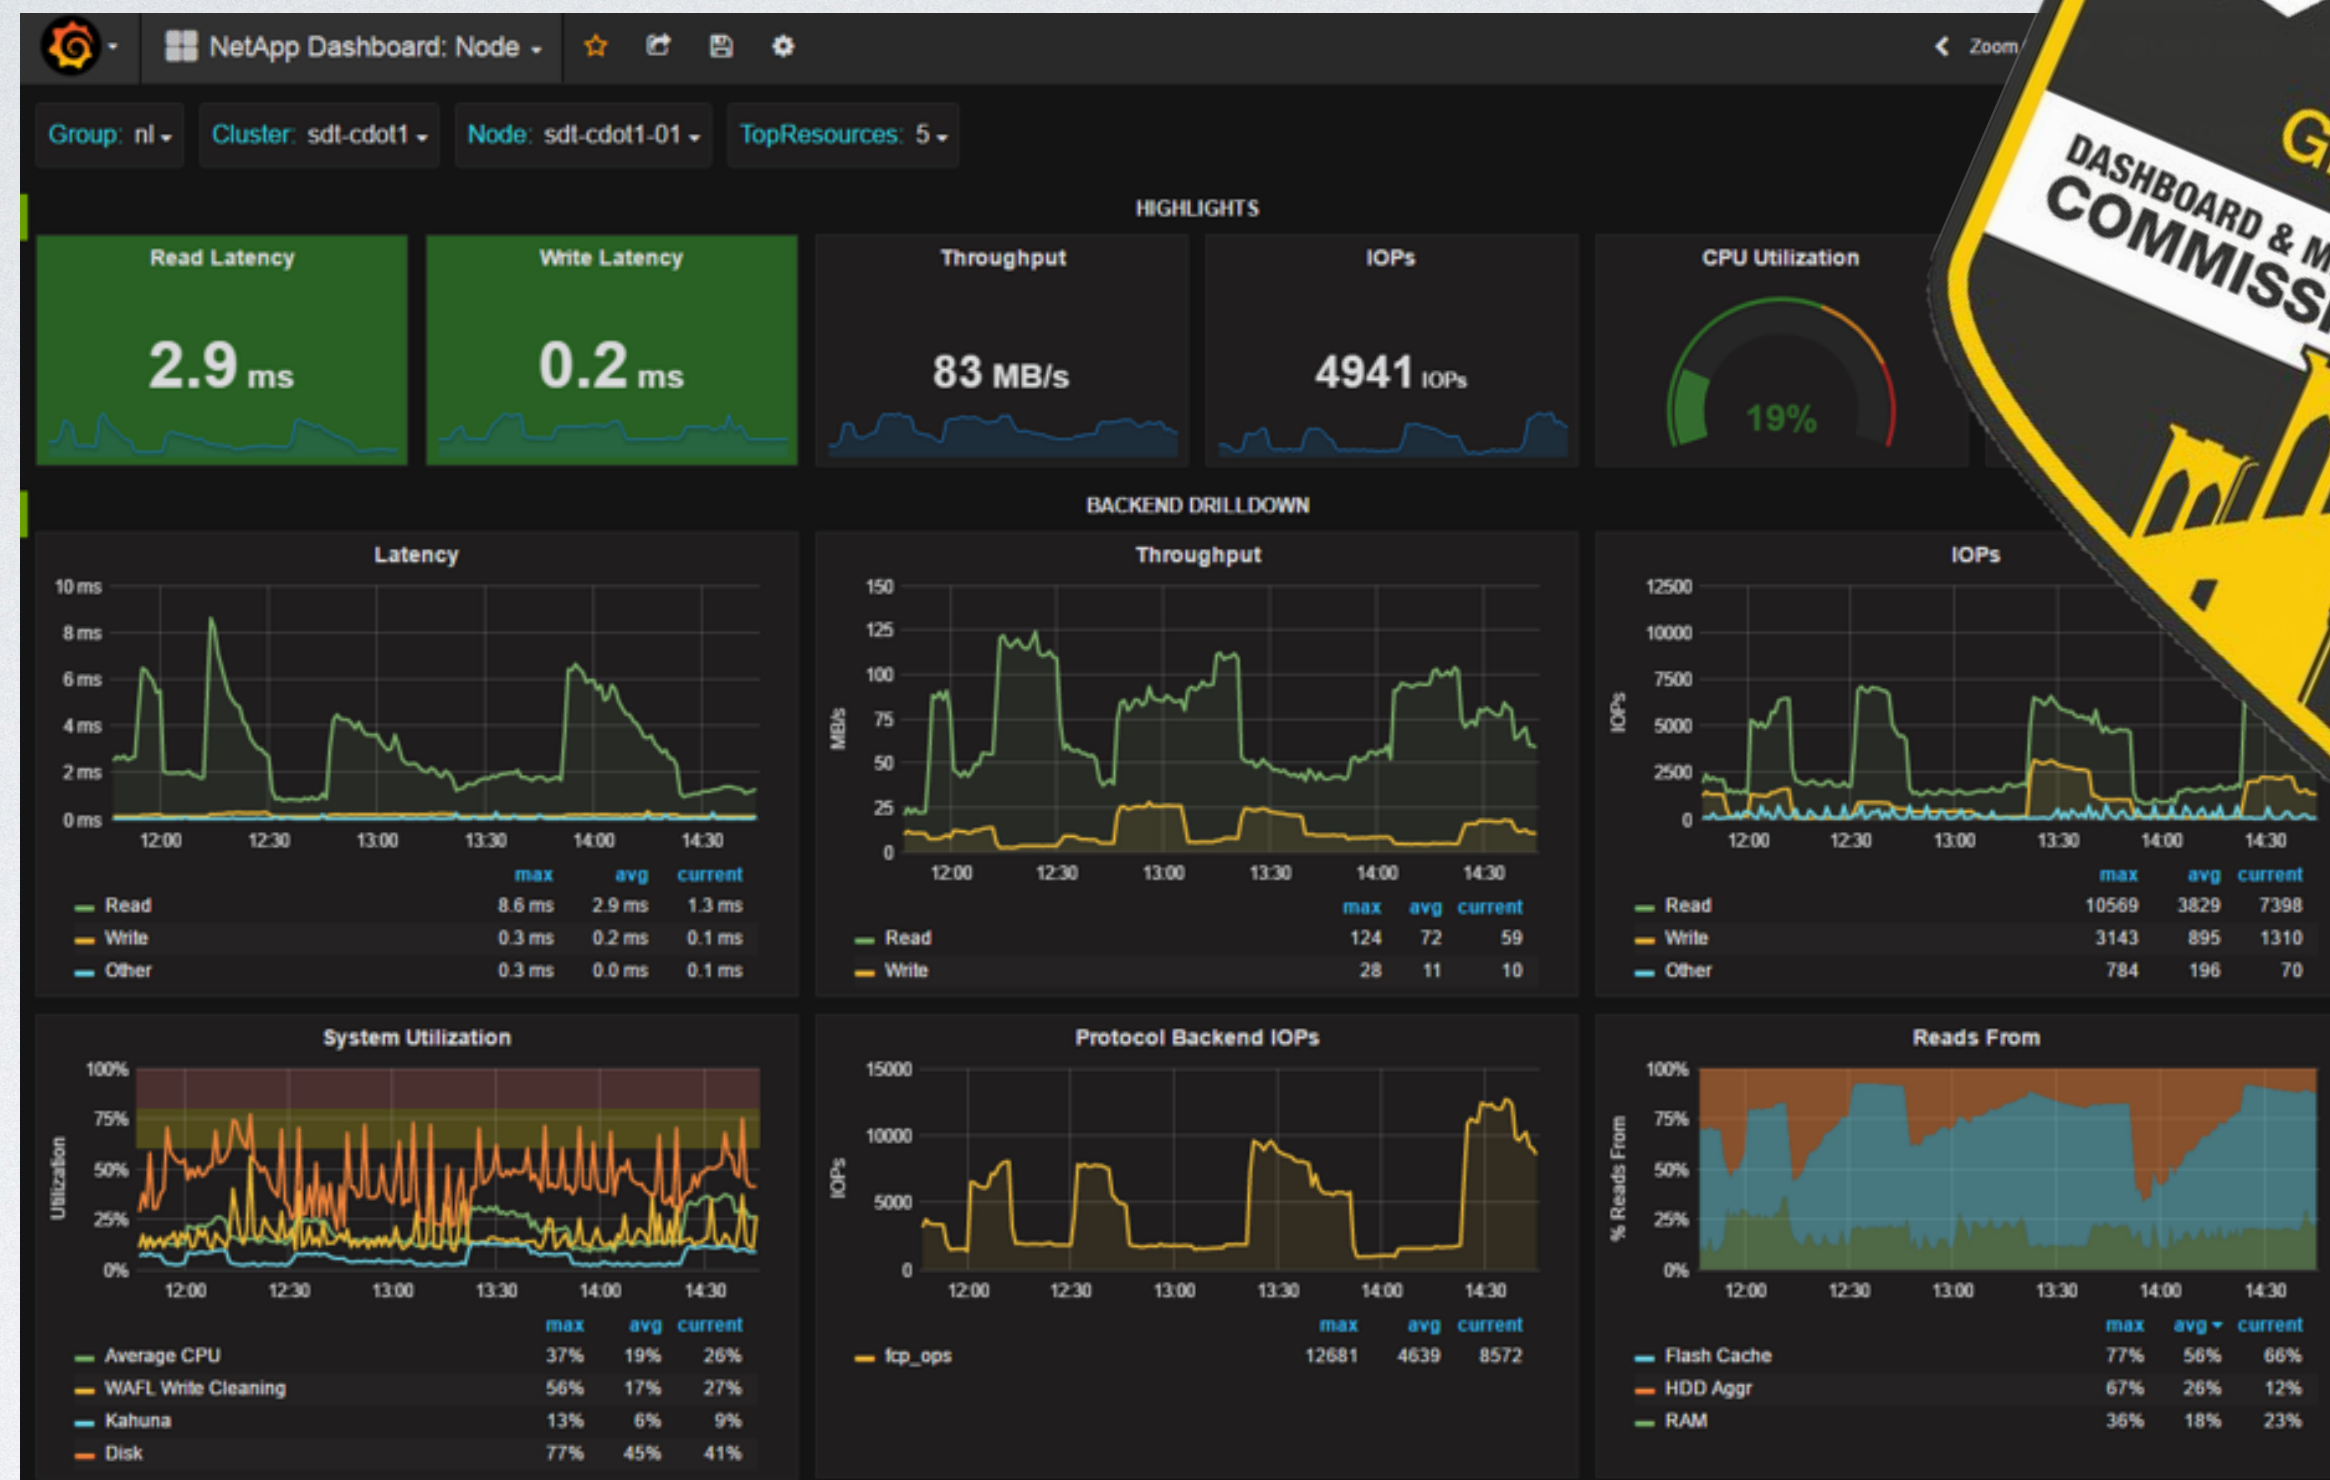 NetApp Dashboard: Node
Zoom
Group: nl
Cluster: sdt-cdot1
Node: sdt-cdot1-01
TopResources: 5
DASHBOARD &
HIGHLIGHTS
Read Latency
2.9 ms
Write Latency
0.2 ms
Throughput
83 MB/s
IOPs
4941 IOPs
CPU Utilization
19%
BACKEND DRILLDOWN
Latency
10 ms
8 ms
6 ms
4 ms
2 ms
0 ms
12:00 12:30 13:00 13:30 14:00 14:30
max avg current
Read 8.6 ms 2.9 ms 1.3 ms
Write 0.3 ms 0.2 ms 0.1 ms
Other 0.3 ms 0.0 ms 0.1 ms
Throughput
MB/s
150
125
100
75
50
25
0
12:00 12:30 13:00 13:30 14:00 14:30
max avg current
Read 124 72 59
Write 28 11 10
IOPs
IOPs
12500
10000
7500
5000
2500
0
12:00 12:30 13:00 13:30 14:00 14:30
max avg current
Read 10569 3829 7398
Write 3143 895 1310
Other 784 196 70
System Utilization
Utilization
100%
75%
50%
25%
0%
12:00 12:30 13:00 13:30 14:00 14:30
max avg current
Average CPU 37% 19% 26%
WAFL Write Cleaning 56% 17% 27%
Kahuna 13% 6% 9%
Disk 77% 45% 41%
Protocol Backend IOPs
IOPs
15000
10000
5000
0
12:00 12:30 13:00 13:30 14:00 14:30
max avg current
fcp_ops 12681 4639 8572
Reads From
% Reads From
100%
75%
50%
25%
0%
12:00 12:30 13:00 13:30 14:00 14:30
max avg current
Flash Cache 77% 56% 66%
HDD Aggr 67% 26% 12%
RAM 36% 18% 23%